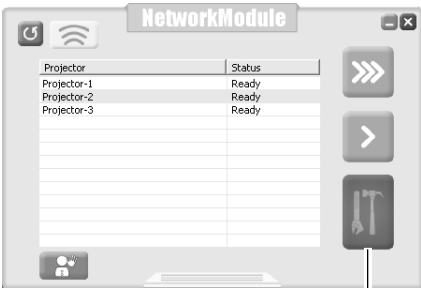 NetworkModule
Projector Status
Projector-1 Ready
Projector-2 Ready
Projector-3 Ready